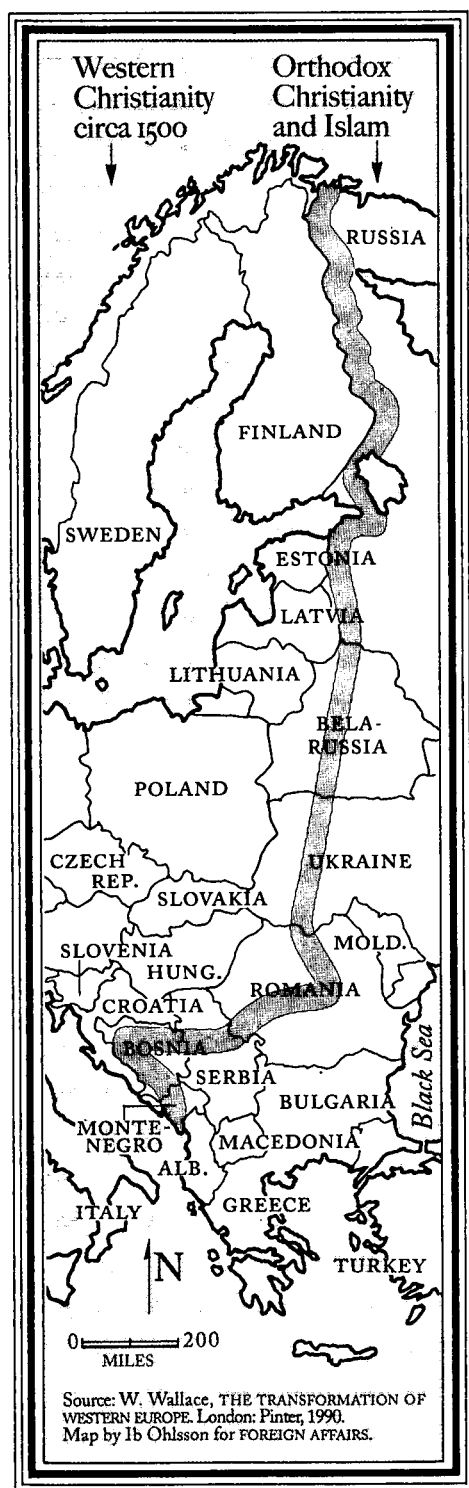 Western
Christianity
circa 1500
Orthodox
Christianity
and Islam
RUSSIA
FINLAND
SWEDEN
ESTONIA
LATVIA
LITHUANIA
BELA-
RUSSIA
POLAND
CZECH
REP.
UKRAINE
SLOVAKIA
MOLD.
SLOVENIA
HUNG.
ROMANIA
CROATIA
BOSNIA
SERBIA
BULGARIA
Black Sea
MONTE-
NEGRO
MACEDONIA
ALB.
ITALY
GREECE
TURKEY
N
0 200
MILES
Source: W. Wallace, THE TRANSFORMATION OF
WESTERN EUROPE. London: Pinter, 1990.
Map by Ib Ohlsson for FOREIGN AFFAIRS.